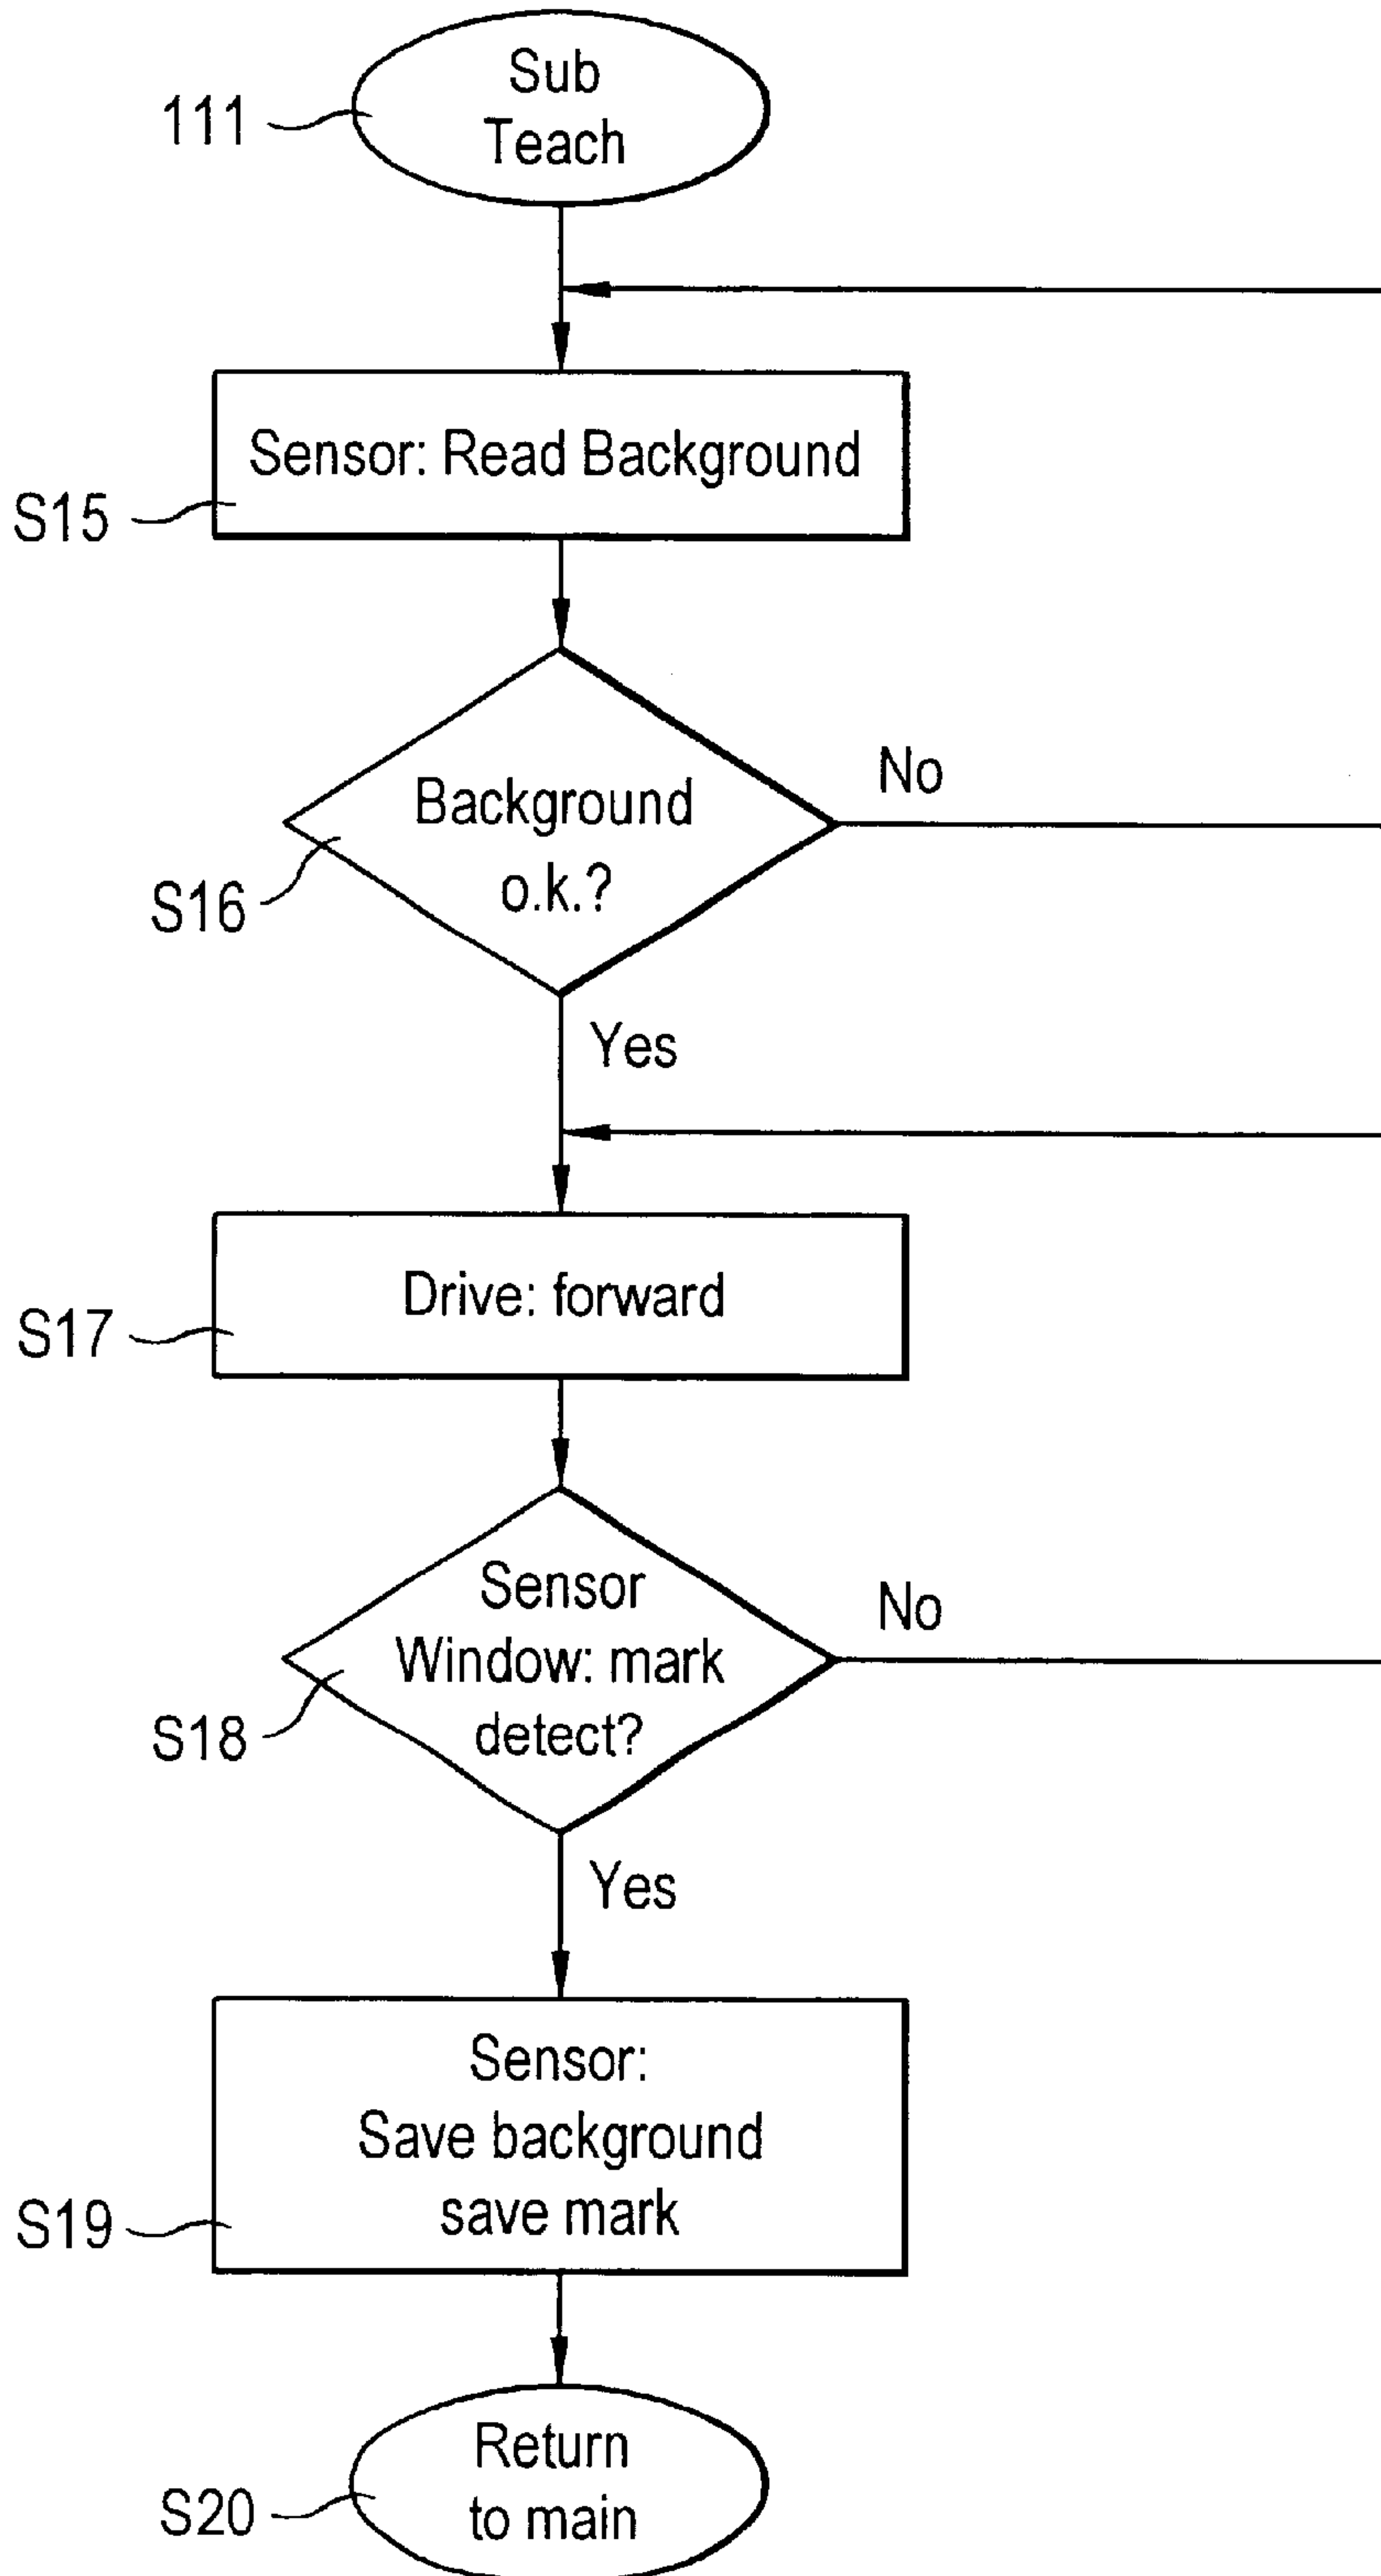 Sub
Teach
111
Sensor: Read Background
S15
Background
o.k.?
No
S16
Yes
Drive: forward
S17
Sensor
Window: mark
detect?
No
S18
Yes
Sensor:
Save background
save mark
S19
Return
to main
S20